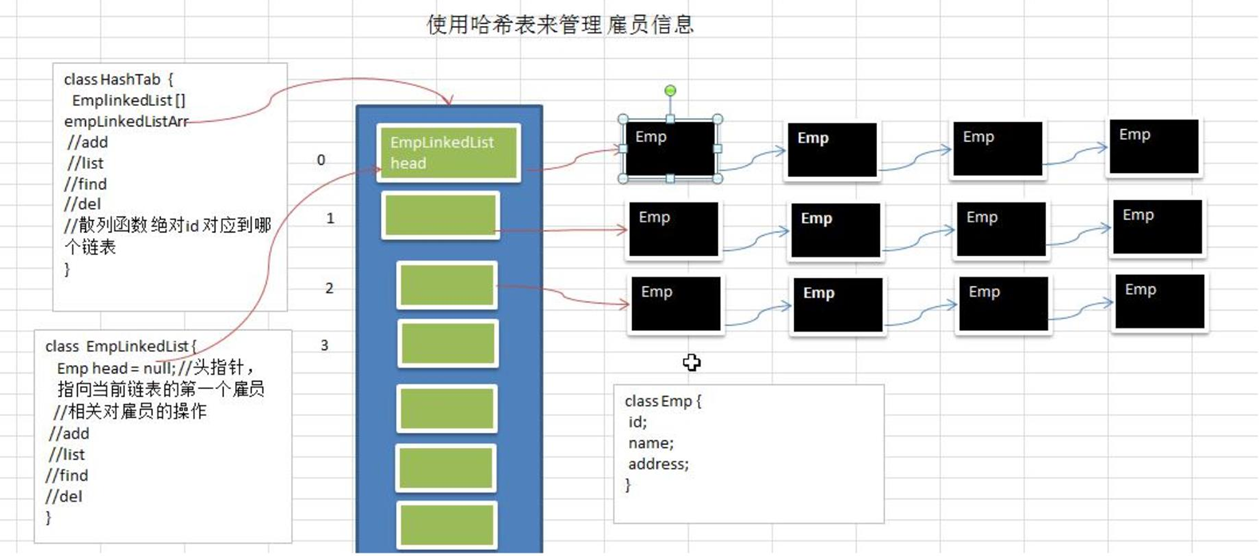 使用哈希表来管理 雇员信息
class HashTab {
EmplinkedList []
empLinkedListArr
//add
//list
//find
//del
//散列函数 绝对id 对应到哪
个链表
}
class EmpLinkedList {
Emp head = null; //头指针，
指向当前链表的第一个雇员
//相关对雇员的操作
//add
//list
//find
//del
}
0
1
2
3
EmpLinkedList
head
Emp
Emp
Emp
Emp
Emp
Emp
Emp
Emp
Emp
Emp
Emp
Emp
class Emp {
id;
name;
address;
}